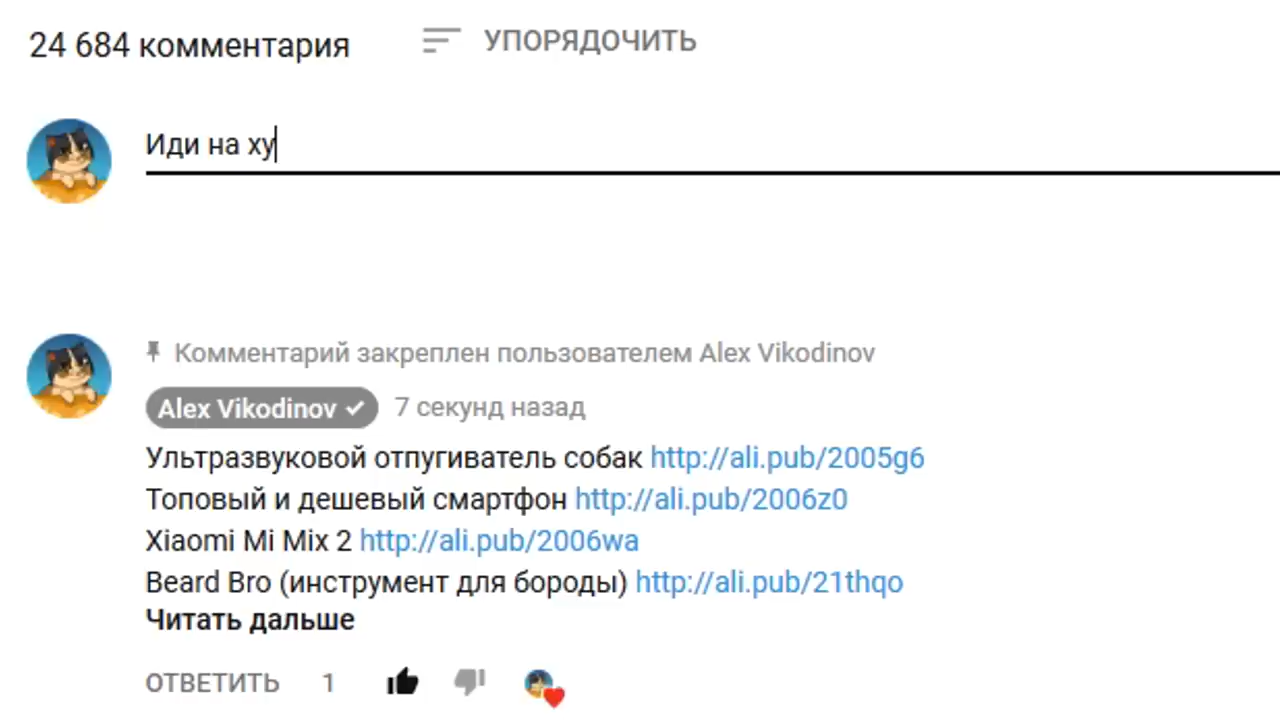 24 684 комментария УПОРЯДОЧИТЬ
Иди на ху
Комментарий закреплен пользователем Alex Vikodinov
Alex Vikodinov 7 секунд назад
Ультразвуковой отпугиватель собак http://ali.pub/2005g6
Топовый и дешевый смартфон http://ali.pub/2006z0
Xiaomi Mi Mix 2 http://ali.pub/2006wa
Beard Bro (инструмент для бороды) http://ali.pub/21thqo
Читать дальше
ОТВЕТИТЬ 1